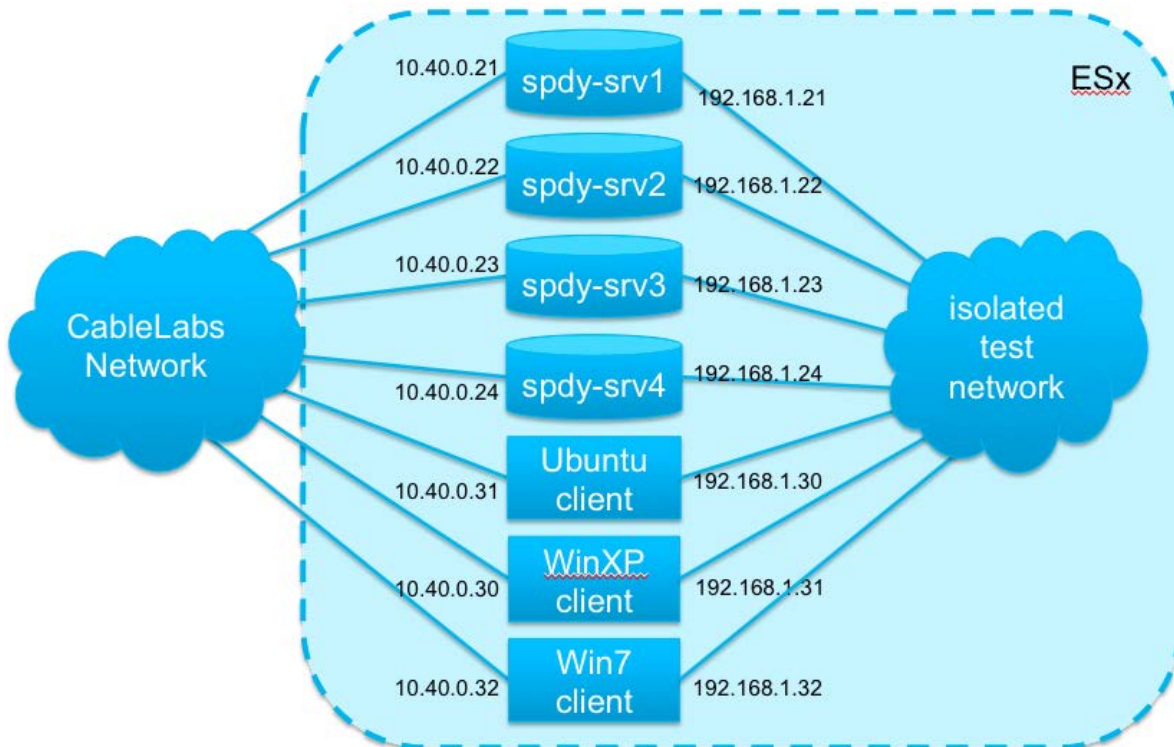 10.40.0.21
spdy-srv1
192.168.1.21
ESx
10.40.0.22
spdy-srv2
192.168.1.22
10.40.0.23
spdy-srv3
192.168.1.23
CableLabs
Network
isolated
test
network
10.40.0.24
spdy-srv4
192.168.1.24
10.40.0.31
Ubuntu
client
192.168.1.30
10.40.0.30
WinXP
client
192.168.1.31
10.40.0.32
Win7
client
192.168.1.32